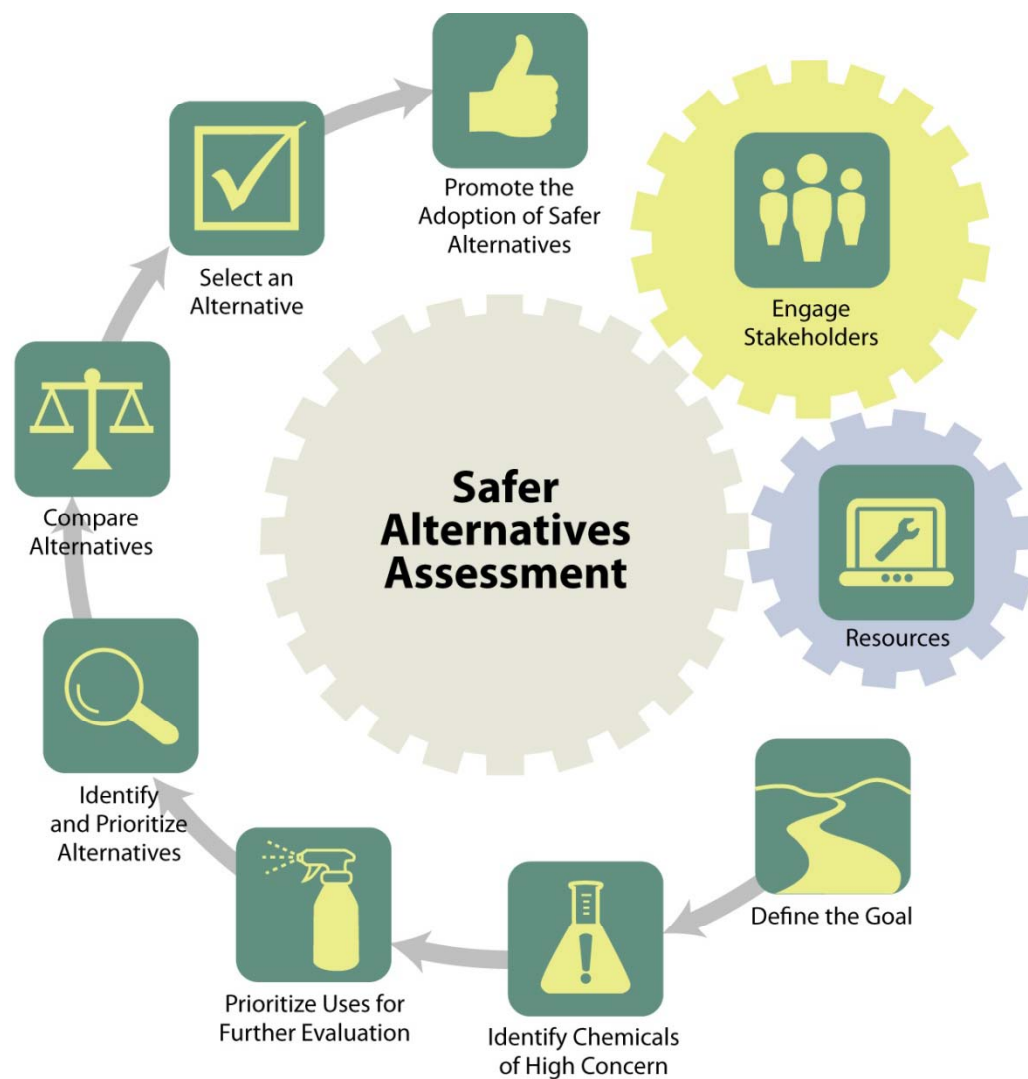 Promote the
Adoption of Safer
Alternatives
Select an
Alternative
Engage
Stakeholders
Compare
Alternatives
Safer
Alternatives
Assessment
Resources
Identify
and Prioritize
Alternatives
Define the Goal
Prioritize Uses for
Further Evaluation
Identify Chemicals
of High Concern